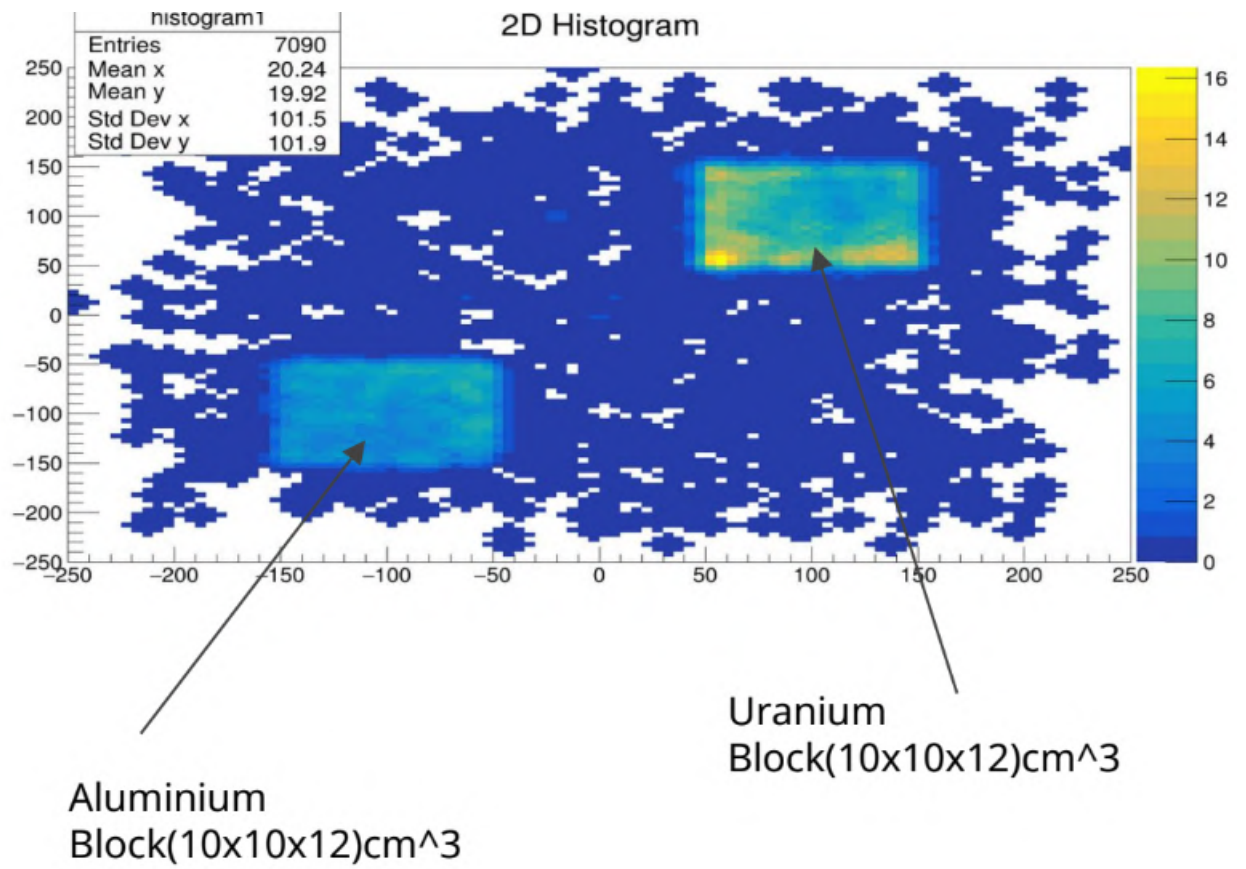 histogram1
2D Histogram
Entries 7090
Mean x 20.24
Mean y 19.92
Std Dev x 101.5
Std Dev y 101.9
250
200
150
100
50
0
−50
−100
−150
−200
−250
−250 −200 −150 −100 −50 0 50 100 150 200 250
16
14
12
10
8
6
4
2
0
Uranium
Block(10x10x12)cm^3
Aluminium
Block(10x10x12)cm^3